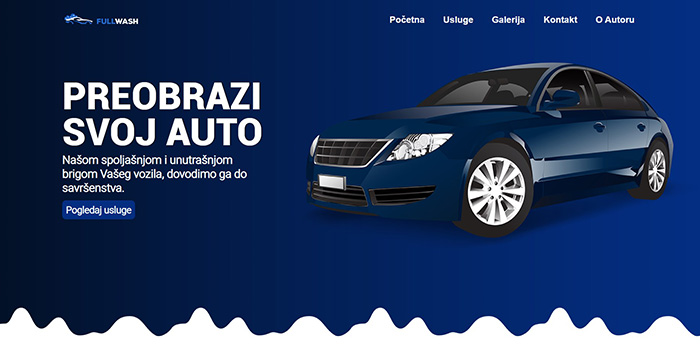 FULLWASH
Početna Usluge Galerija Kontakt O Autoru
PREOBRAZI
SVOJ AUTO
Našom spoljašnjom i unutrašnjom
brigom Vašeg vozila, dovodimo ga do
savršenstva.
Pogledaj usluge